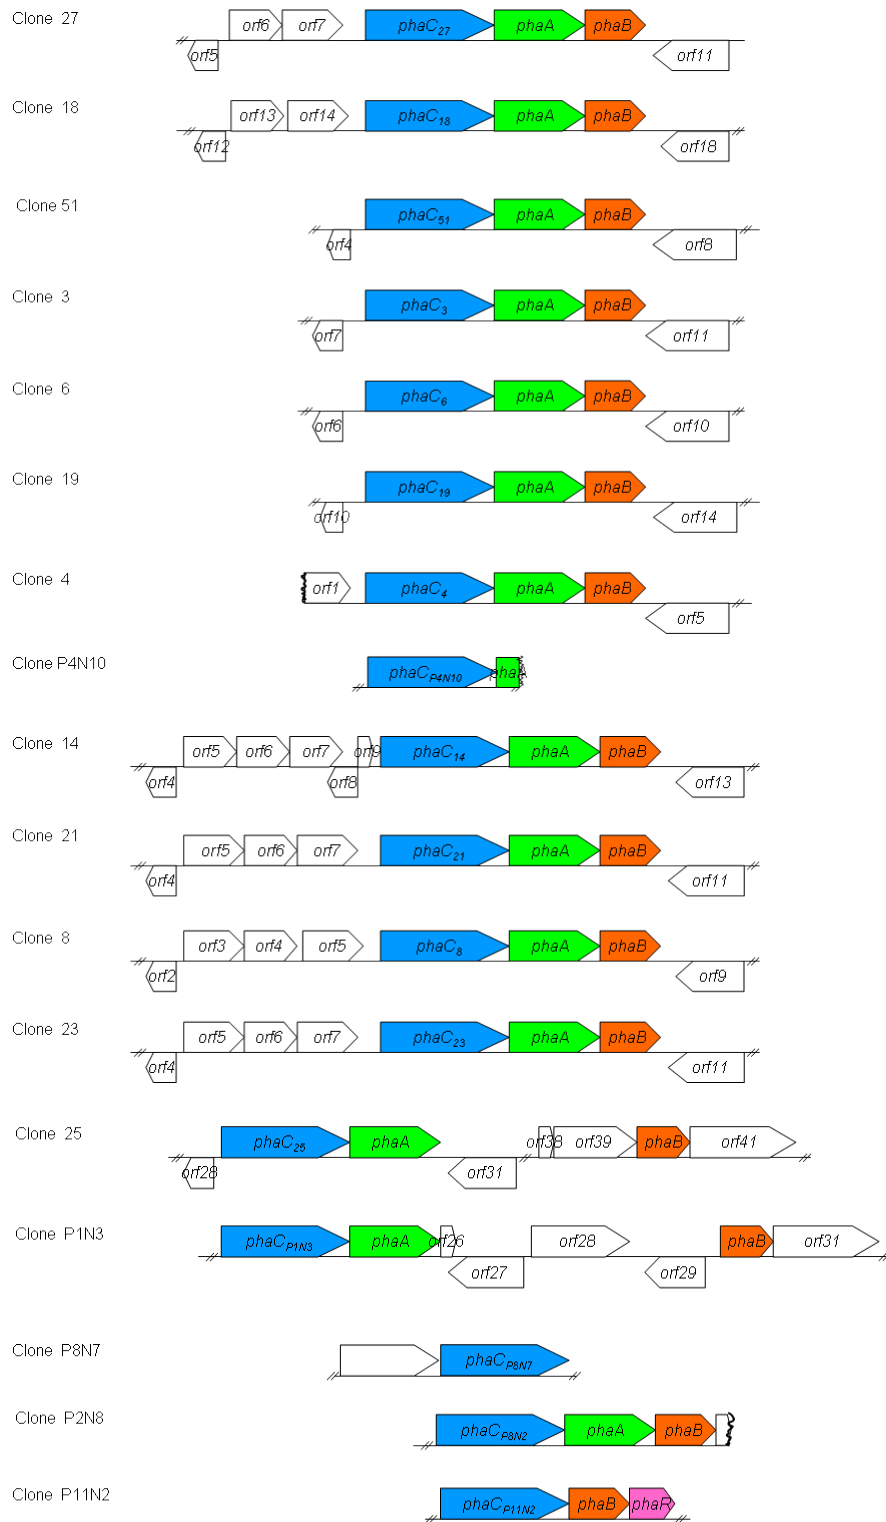 Clone 27 orf6 orf7 phaC27 phaA phaB
orf5 orf11
Clone 18 orf13 orf14 phaC18 phaA phaB
orf12 orf18
Clone 51 phaC51 phaA phaB
orf4 orf8
Clone 3 phaC3 phaA phaB
orf7 orf11
Clone 6 phaC6 phaA phaB
orf6 orf10
Clone 19 phaC19 phaA phaB
orf10 orf14
Clone 4 orf1 phaC4 phaA phaB
orf5
Clone P4N10 phaCP4N10 phaA
Clone 14 orf5 orf6 orf7 orf9 phaC14 phaA phaB
orf4 orf8 orf13
Clone 21 orf5 orf6 orf7 phaC21 phaA phaB
orf4 orf11
Clone 8 orf3 orf4 orf5 phaC8 phaA phaB
orf2 orf9
Clone 23 orf5 orf6 orf7 phaC23 phaA phaB
orf4 orf11
Clone 25 phaC25 phaA orf38 orf39 phaB orf41
orf28 orf31
Clone P1N3 phaCP1N3 phaA orf26 orf28 phaB orf31
orf27 orf29
Clone P8N7 phaCP8N7
Clone P2N8 phaCP8N2 phaA phaB
Clone P11N2 phaCP11N2 phaB phaR